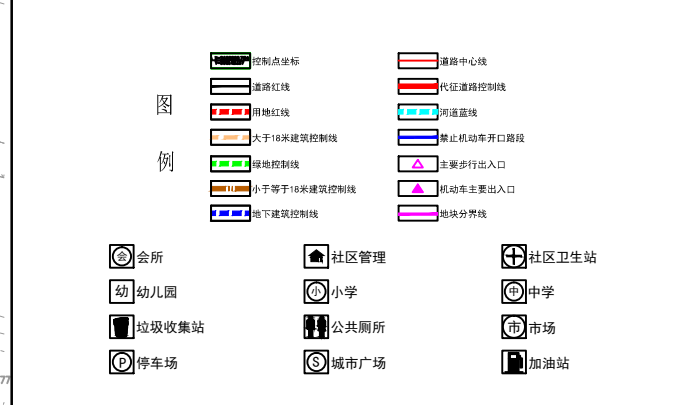 图
例
控制点坐标 道路中心线
道路红线 代征道路控制线
用地红线 河道蓝线
大于18米建筑控制线 禁止机动车开口路段
绿地控制线 主要步行出入口
小于等于18米建筑控制线 机动车主要出入口
地下建筑控制线 地块分界线
会 会所 社区管理 社区卫生站
幼 幼儿园 小 小学 中 中学
垃圾收集站 公共厕所 市 市场
P 停车场 S 城市广场 加油站
77